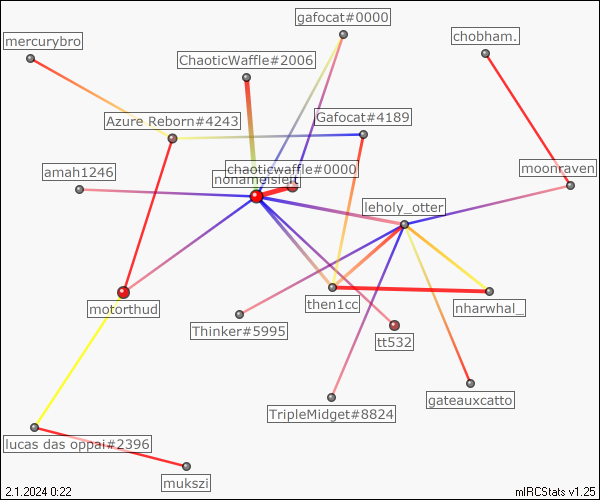 gafocat#0000
mercurybro
chobham.
ChaoticWaffle#2006
Azure Reborn#4243
Gafocat#4189
chaoticwaffle#0000
amah1246
moonraven
leholy_otter
motorthud
then1cc
nharwhal_
Thinker#5995
tt532
gateauxcatto
TripleMidget#8824
lucas das oppai#2396
mukszi
2.1.2024 0:22
mIRCStats v1.25